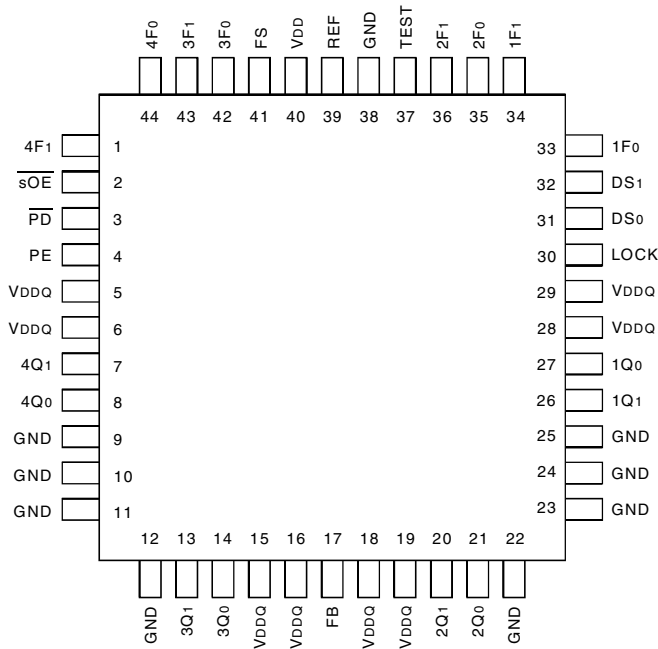 4F0 3F1 3F0 FS VDD REF GND TEST 2F1 2F0 1F1
44 43 42 41 40 39 38 37 36 35 34
4F1 1 33 1F0
sOE 2 32 DS1
PD 3 31 DS0
PE 4 30 LOCK
VDDQ 5 29 VDDQ
VDDQ 6 28 VDDQ
4Q1 7 27 1Q0
4Q0 8 26 1Q1
GND 9 25 GND
GND 10 24 GND
GND 11 23 GND
12 13 14 15 16 17 18 19 20 21 22
GND 3Q1 3Q0 VDDQ VDDQ FB VDDQ VDDQ 2Q1 2Q0 GND